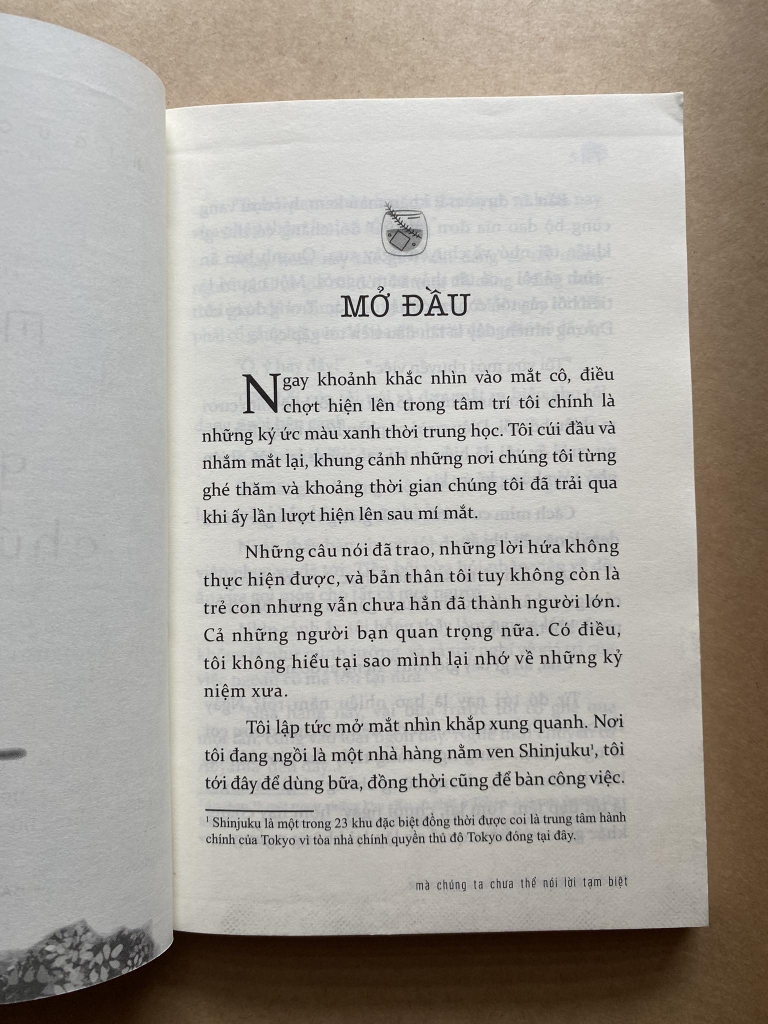 MỞ ĐẦU
Ngay khoảnh khắc nhìn vào mắt cô, điều
chợt hiện lên trong tâm trí tôi chính là
những ký ức màu xanh thời trung học. Tôi cúi đầu và
nhắm mắt lại, khung cảnh những nơi chúng tôi từng
ghé thăm và khoảng thời gian chúng tôi đã trải qua
khi ấy lần lượt hiện lên sau mí mắt.
Những câu nói đã trao, những lời hứa không
thực hiện được, và bản thân tôi tuy không còn là
trẻ con nhưng vẫn chưa hẳn đã thành người lớn.
Cả những người bạn quan trọng nữa. Có điều,
tôi không hiểu tại sao mình lại nhớ về những kỷ
niệm xưa.
Tôi lập tức mở mắt nhìn khắp xung quanh. Nơi
tôi đang ngồi là một nhà hàng nằm ven Shinjuku¹, tôi
tới đây để dùng bữa, đồng thời cũng để bàn công việc.
¹ Shinjuku là một trong 23 khu đặc biệt đồng thời được coi là trung tâm hành
chính của Tokyo vì tòa nhà chính quyền thủ đô Tokyo đóng tại đây.
mà chúng ta chưa thể nói lời tạm biệt